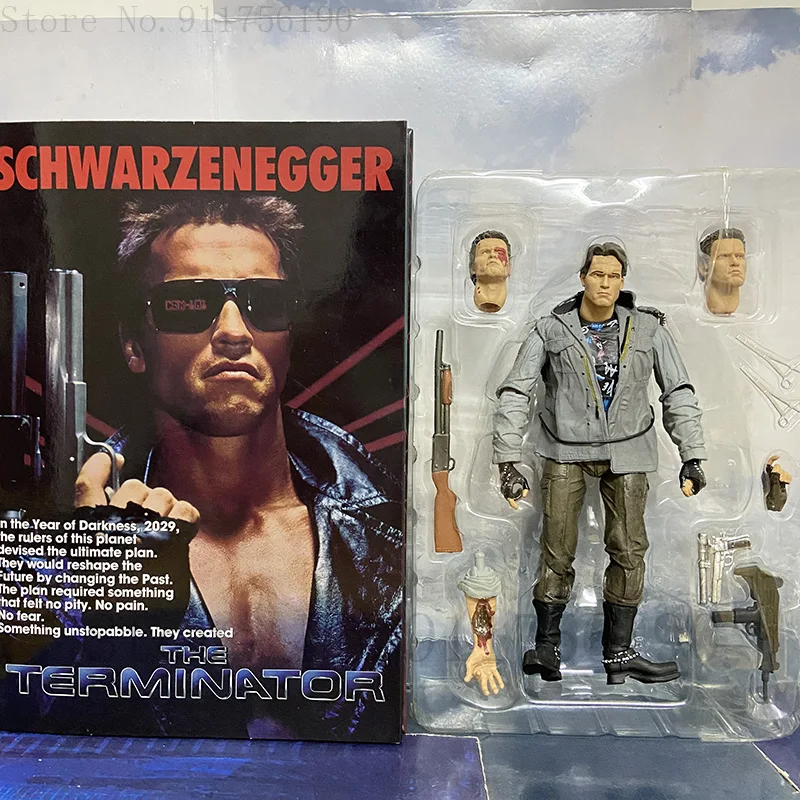 Store No.911756190
SCHWARZENEGGER
In the Year of Darkness, 2029,
the rulers of this planet
devised the ultimate plan.
They would reshape the
Future by changing the Past.
The plan required something
that felt no pity. No pain.
No fear.
Something unstopabble. They created
THE
TERMINATOR